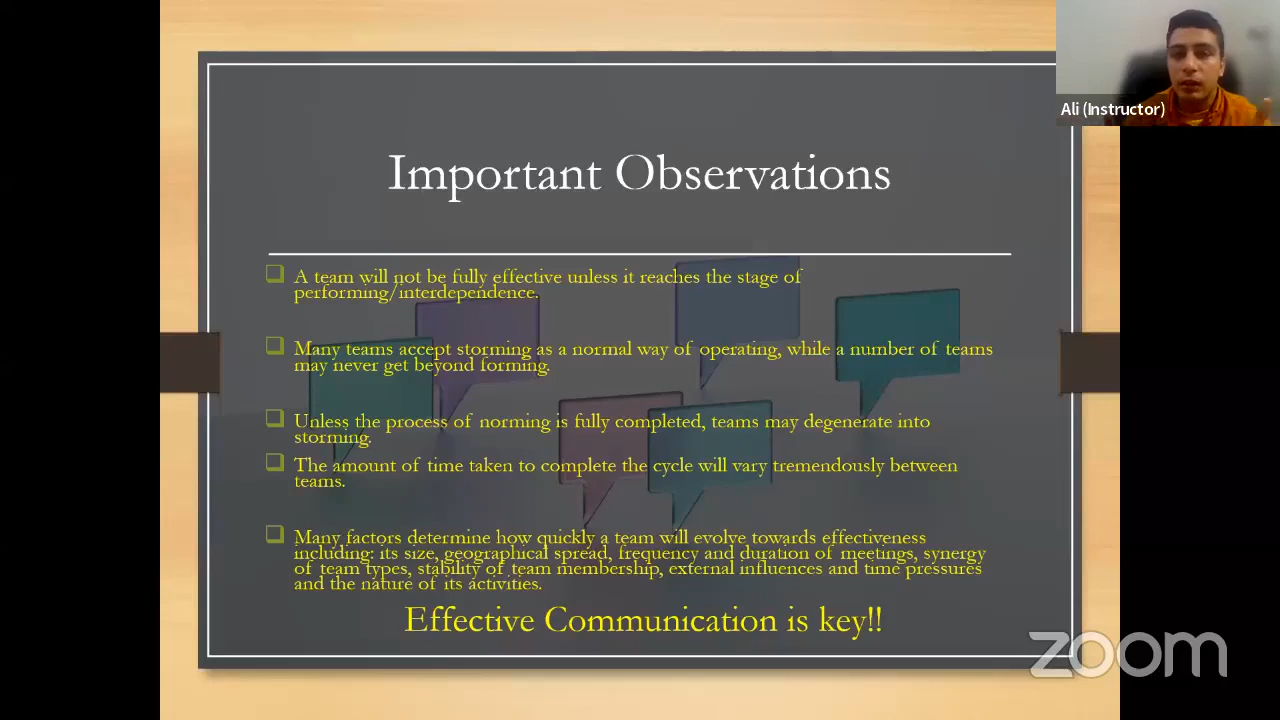 Ali (Instructor)
Important Observations
A team will not be fully effective unless it reaches the stage of
performing/interdependence.
Many teams accept storming as a normal way of operating, while a number of teams
may never get beyond forming.
Unless the process of norming is fully completed, teams may degenerate into
storming.
The amount of time taken to complete the cycle will vary tremendously between
teams.
Many factors determine how quickly a team will evolve towards effectiveness
including: its size, geographical spread, frequency and duration of meetings, synergy
of team types, stability of team membership, external influences and time pressures
and the nature of its activities.
Effective Communication is key!!
zoom